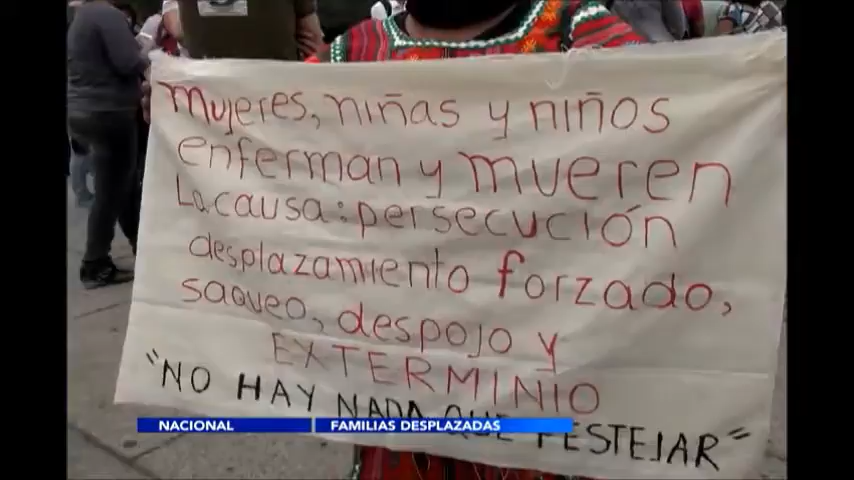 mujeres, niñas y niños
enferman y mueren
La causa: persecución
desplazamiento forzado,
saqueo, despojo y
EXTERMINIO
"NO HAY NADA QUE FESTEJAR"
NACIONAL
FAMILIAS DESPLAZADAS